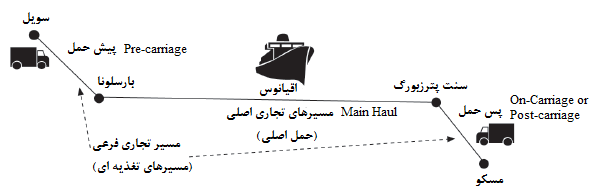 سویل
پیش حمل Pre-carriage
بارسلونا
اقیانوس
مسیرهای تجاری اصلی Main Haul
(حمل اصلی)
سنت پترزبورگ
On-Carriage or
پس حمل Post-carriage
مسکو
مسیر تجاری فرعی
(مسیرهای تغذیه ای)